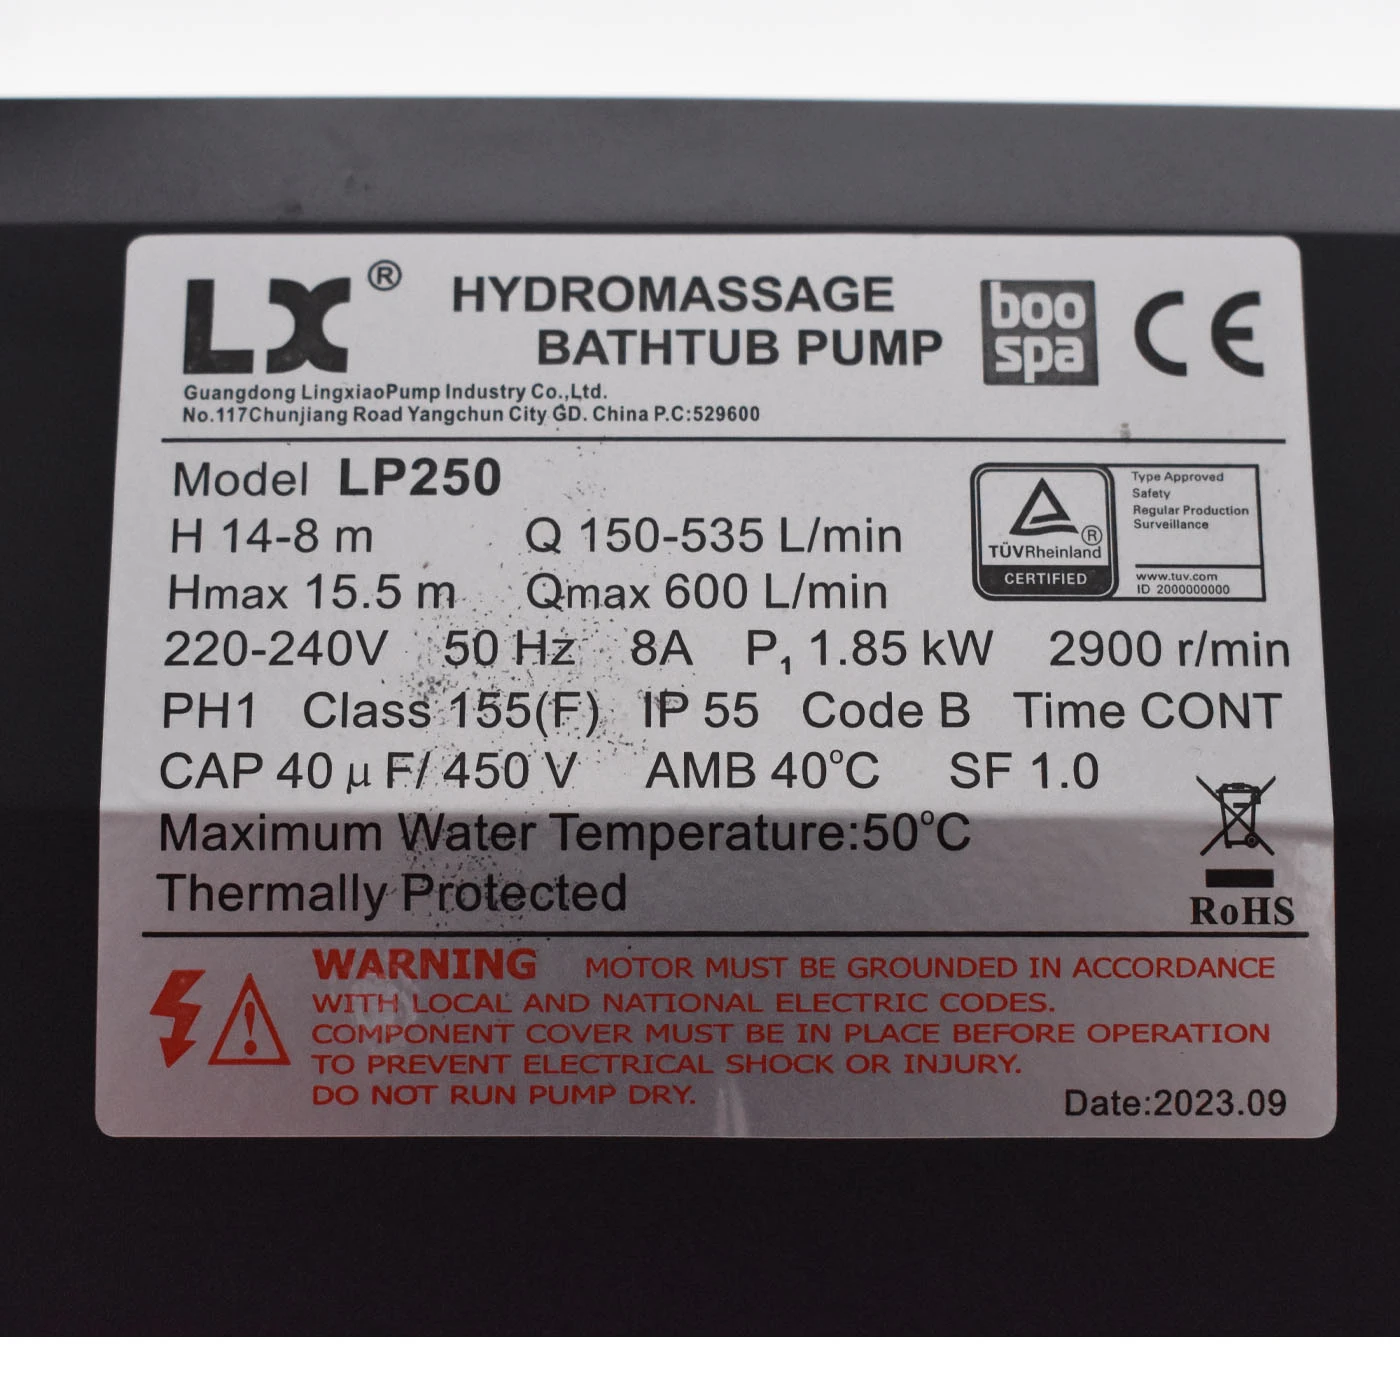 LX® HYDROMASSAGE
BATHTUB PUMP
boo
spa
CE
Guangdong LingxiaoPump Industry Co.,Ltd.
No.117Chunjiang Road Yangchun City GD. China P.C:529600
Model LP250
H 14-8 m Q 150-535 L/min
Hmax 15.5 m Qmax 600 L/min
®
TÜVRheinland
CERTIFIED
Type Approved
Safety
Regular Production
Surveillance
www.tuv.com
ID 2000000000
220-240V 50 Hz 8A P₁ 1.85 kW 2900 r/min
PH1 Class 155(F) IP 55 Code B Time CONT
CAP 40 μ F/ 450 V AMB 40°C SF 1.0
Maximum Water Temperature:50°C
Thermally Protected
RoHS
WARNING MOTOR MUST BE GROUNDED IN ACCORDANCE
WITH LOCAL AND NATIONAL ELECTRIC CODES.
COMPONENT COVER MUST BE IN PLACE BEFORE OPERATION
TO PREVENT ELECTRICAL SHOCK OR INJURY.
DO NOT RUN PUMP DRY.
Date:2023.09